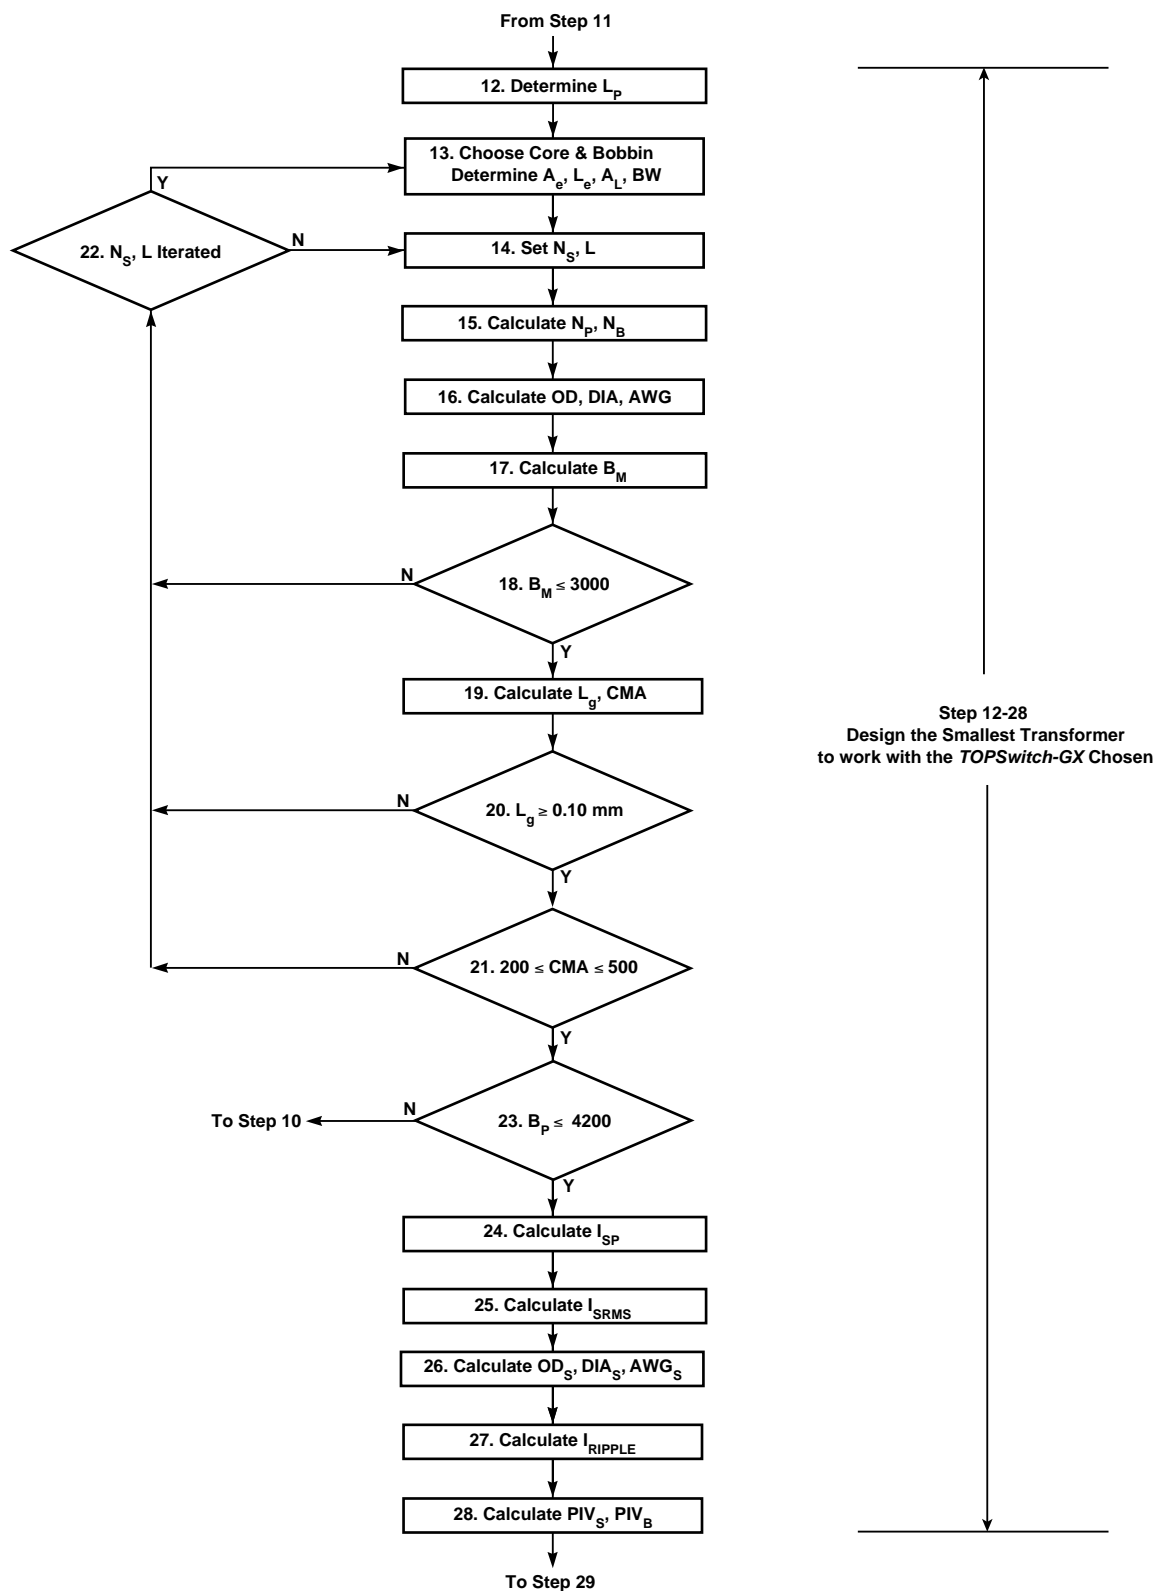 From Step 11
12. Determine L_P
13. Choose Core & Bobbin
Determine A_e, L_e, A_L, BW
Y
22. N_S, L Iterated
N
14. Set N_S, L
15. Calculate N_P, N_B
16. Calculate OD, DIA, AWG
17. Calculate B_M
N
18. B_M ≤ 3000
Y
19. Calculate L_g, CMA
Step 12-28
Design the Smallest Transformer
to work with the TOPSwitch-GX Chosen
N
20. L_g ≥ 0.10 mm
Y
N
21. 200 ≤ CMA ≤ 500
Y
To Step 10
N
23. B_P ≤ 4200
Y
24. Calculate I_SP
25. Calculate I_SRMS
26. Calculate OD_S, DIA_S, AWG_S
27. Calculate I_RIPPLE
28. Calculate PIV_S, PIV_B
To Step 29